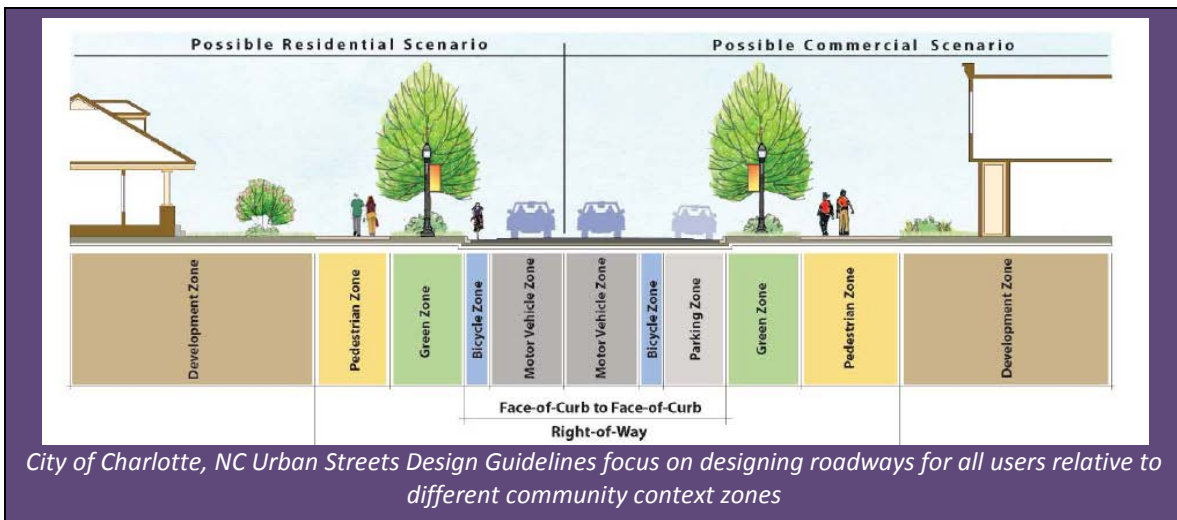 Possible Residential Scenario
Possible Commercial Scenario
Development Zone
Pedestrian Zone
Green Zone
Bicycle Zone
Motor Vehicle Zone
Motor Vehicle Zone
Bicycle Zone
Parking Zone
Green Zone
Pedestrian Zone
Development Zone
Face-of-Curb to Face-of-Curb
Right-of-Way
City of Charlotte, NC Urban Streets Design Guidelines focus on designing roadways for all users relative to
different community context zones